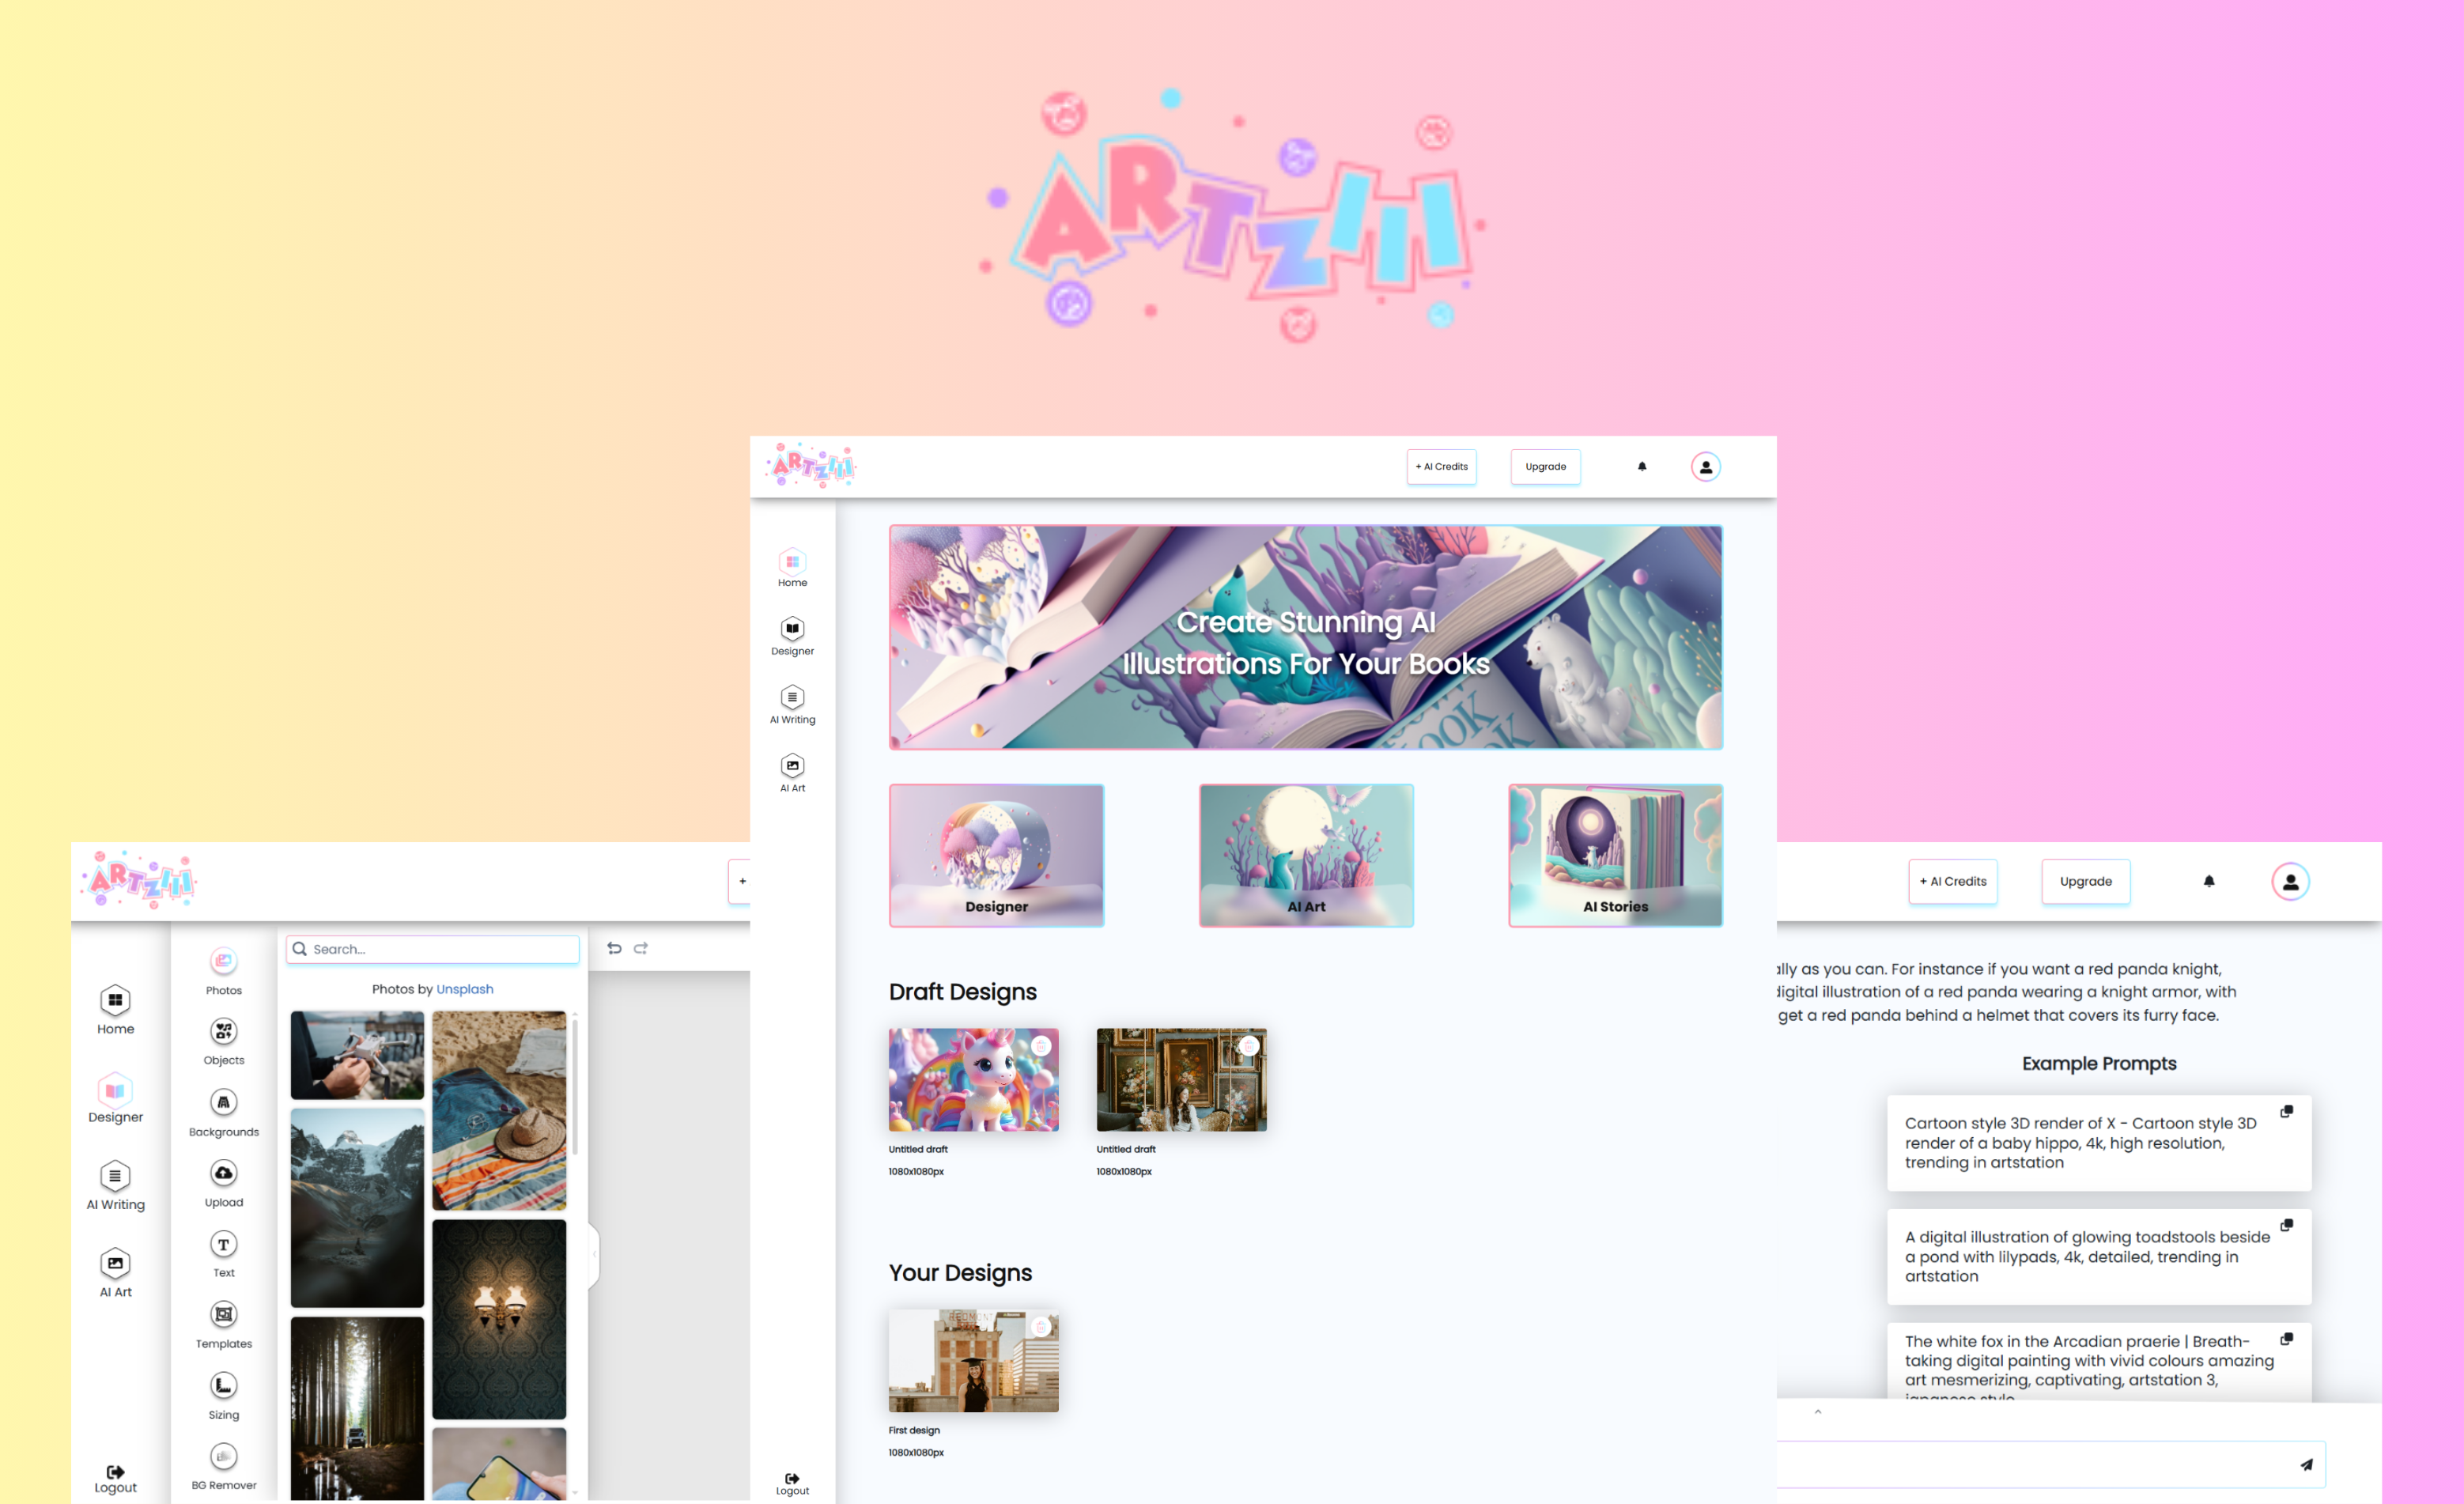 ARTZIII
ARTZIII
+ AI Credits
Upgrade
Home
Designer
AI Writing
AI Art
Logout
Create Stunning AI
Illustrations For Your Books
OOK
Designer
AI Art
AI Stories
Draft Designs
Untitled draft
1080x1080px
Untitled draft
1080x1080px
Your Designs
REDMONT
First design
1080x1080px
ARTZIII
+
Home
Designer
AI Writing
AI Art
Logout
Photos
Objects
Backgrounds
Upload
Text
Templates
Sizing
BG Remover
Search...
Photos by Unsplash
+ AI Credits
Upgrade
ally as you can. For instance if you want a red panda knight,
digital illustration of a red panda wearing a knight armor, with
get a red panda behind a helmet that covers its furry face.
Example Prompts
Cartoon style 3D render of X - Cartoon style 3D
render of a baby hippo, 4k, high resolution,
trending in artstation
A digital illustration of glowing toadstools beside
a pond with lilypads, 4k, detailed, trending in
artstation
The white fox in the Arcadian praerie | Breath-
taking digital painting with vivid colours amazing
art mesmerizing, captivating, artstation 3,
japanese style